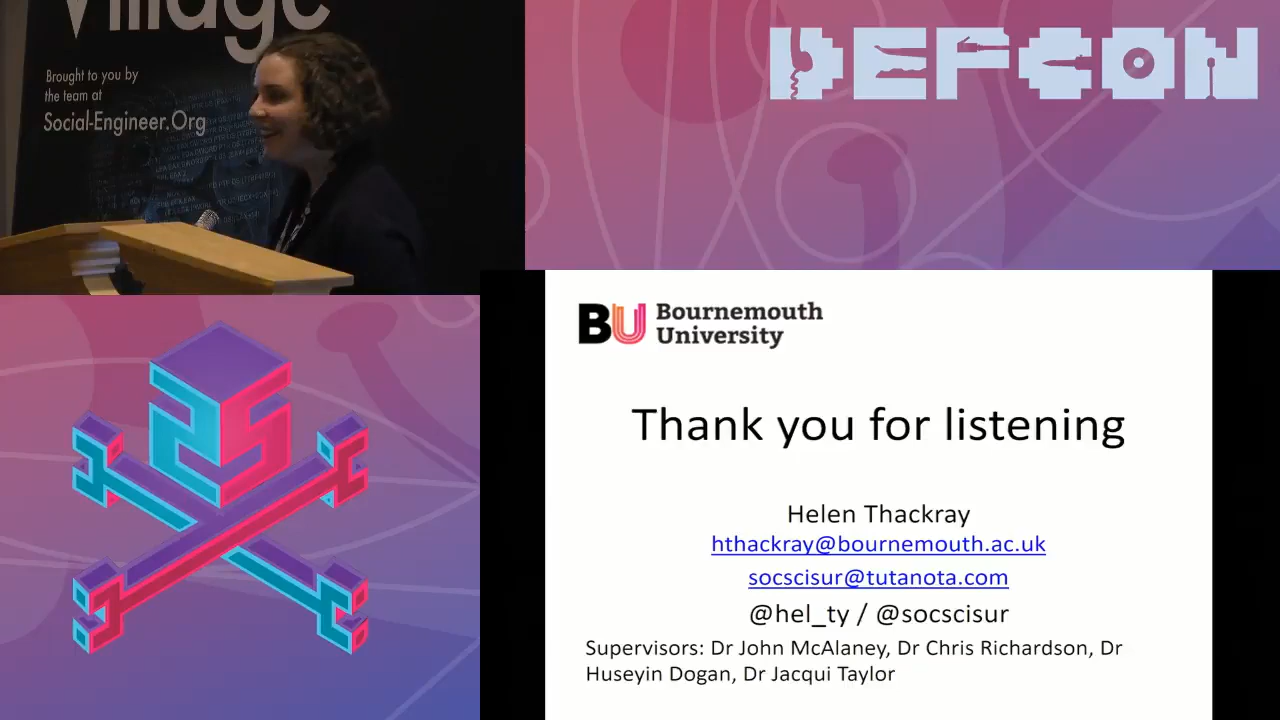 Village
Brought to you by
the team at
Social-Engineer.Org
DEFCON
BU Bournemouth
University
Thank you for listening
Helen Thackray
hthackray@bournemouth.ac.uk
socscisur@tutanota.com
@hel_ty / @socscisur
Supervisors: Dr John McAlaney, Dr Chris Richardson, Dr
Huseyin Dogan, Dr Jacqui Taylor